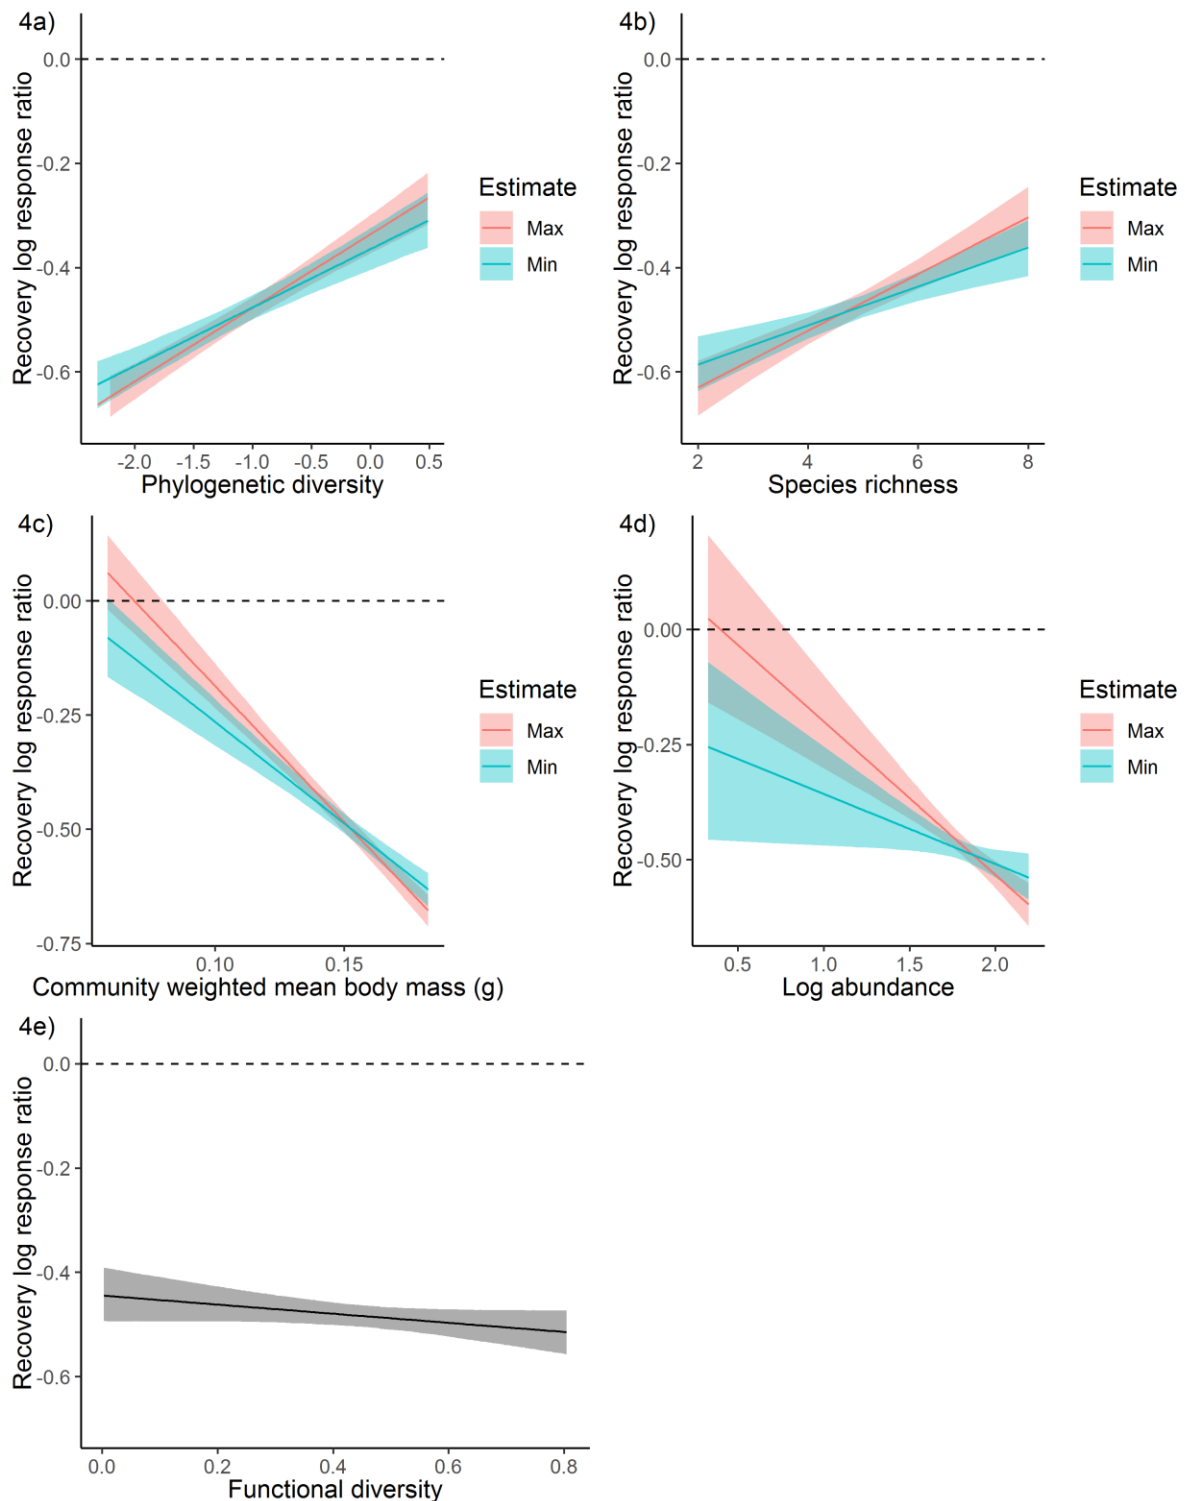 4a)
Recovery log response ratio
0.0
-0.2
-0.4
-0.6
-2.0 -1.5 -1.0 -0.5 0.0 0.5
Phylogenetic diversity
Estimate
Max
Min
4b)
Recovery log response ratio
0.0
-0.2
-0.4
-0.6
2 4 6 8
Species richness
Estimate
Max
Min
4c)
Recovery log response ratio
0.00
-0.25
-0.50
-0.75
0.10 0.15
Community weighted mean body mass (g)
Estimate
Max
Min
4d)
Recovery log response ratio
0.00
-0.25
-0.50
0.5 1.0 1.5 2.0
Log abundance
Estimate
Max
Min
4e)
Recovery log response ratio
0.0
-0.2
-0.4
-0.6
0.0 0.2 0.4 0.6 0.8
Functional diversity